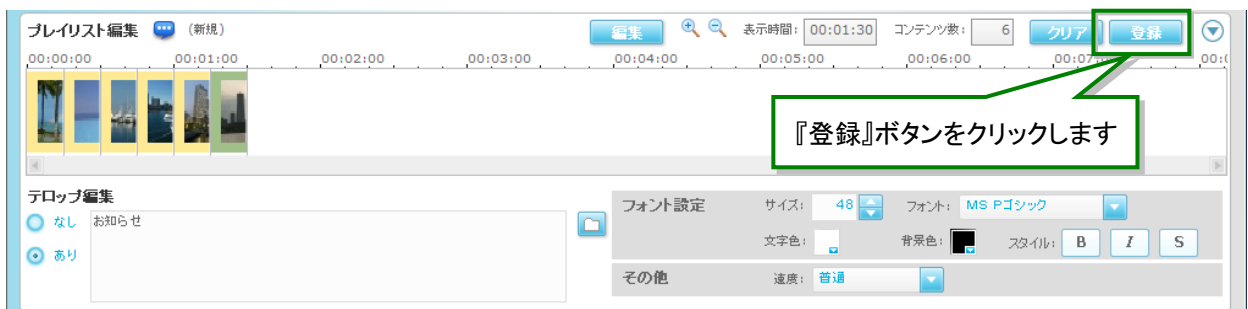 プレイリスト編集 (新規) 編集 表示時間: 00:01:30 コンテンツ数: 6 クリア 登録
00:00:00 00:01:00 00:02:00 00:03:00 00:04:00 00:05:00 00:06:00 00:07:00 00:0
『登録』ボタンをクリックします
テロップ編集
なし
あり
お知らせ
フォント設定 サイズ: 48 フォント: MS Pゴシック
文字色: 背景色: スタイル: B I S
その他 速度: 普通